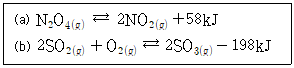 (a) N₂O₄₍g₎ ⇄ 2NO₂₍g₎ +58kJ
(b) 2SO₂₍g₎ + O₂₍g₎ ⇄ 2SO₃₍g₎ − 198kJ